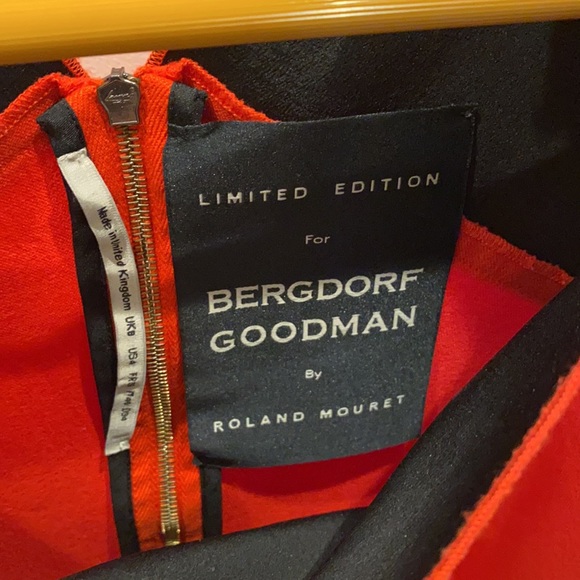 LIMITED EDITION
For
BERGDORF
GOODMAN
By
ROLAND MOURET
Made in United Kingdom UK8 US4